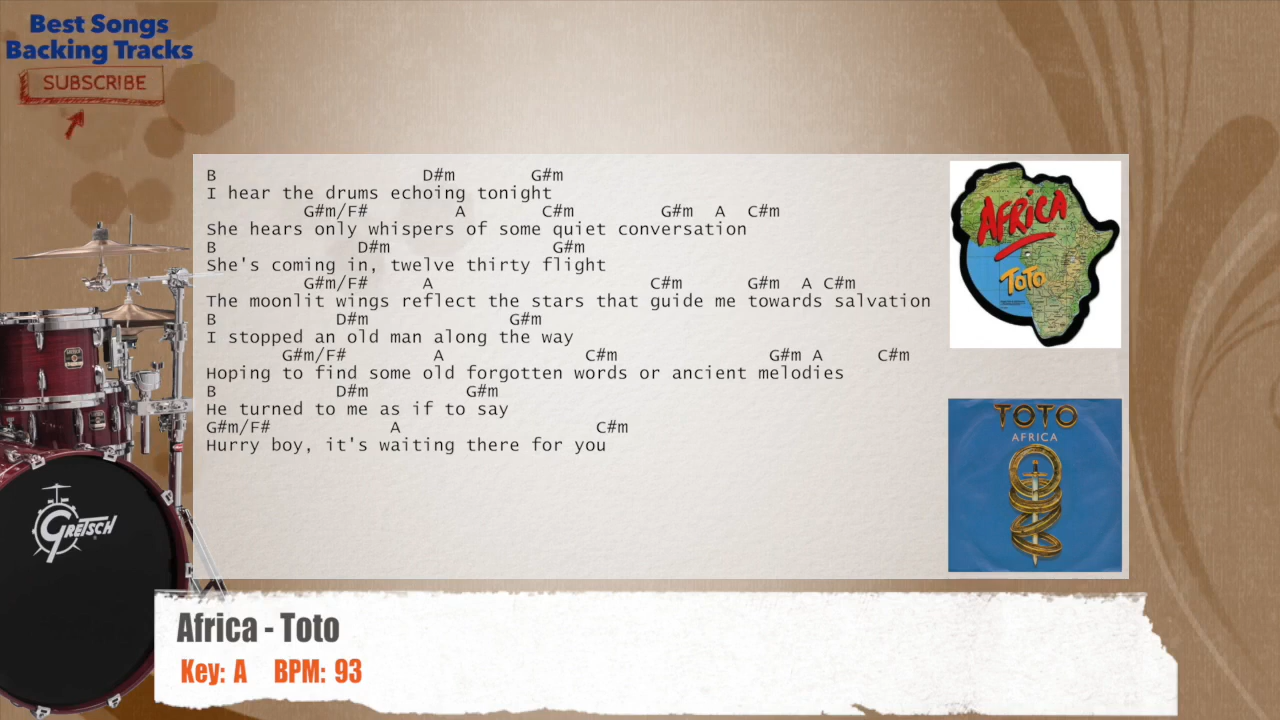 Best Songs
Backing Tracks
SUBSCRIBE
B D#m G#m
I hear the drums echoing tonight
G#m/F# A C#m G#m A C#m
She hears only whispers of some quiet conversation
B D#m G#m
She's coming in, twelve thirty flight
G#m/F# A C#m G#m A C#m
The moonlit wings reflect the stars that guide me towards salvation
B D#m G#m
I stopped an old man along the way
G#m/F# A C#m G#m A C#m
Hoping to find some old forgotten words or ancient melodies
B D#m G#m
He turned to me as if to say
G#m/F# A C#m
Hurry boy, it's waiting there for you
AFRICA
TOTO
TOTO
AFRICA
GRETSCH
Africa - Toto
Key: A BPM: 93